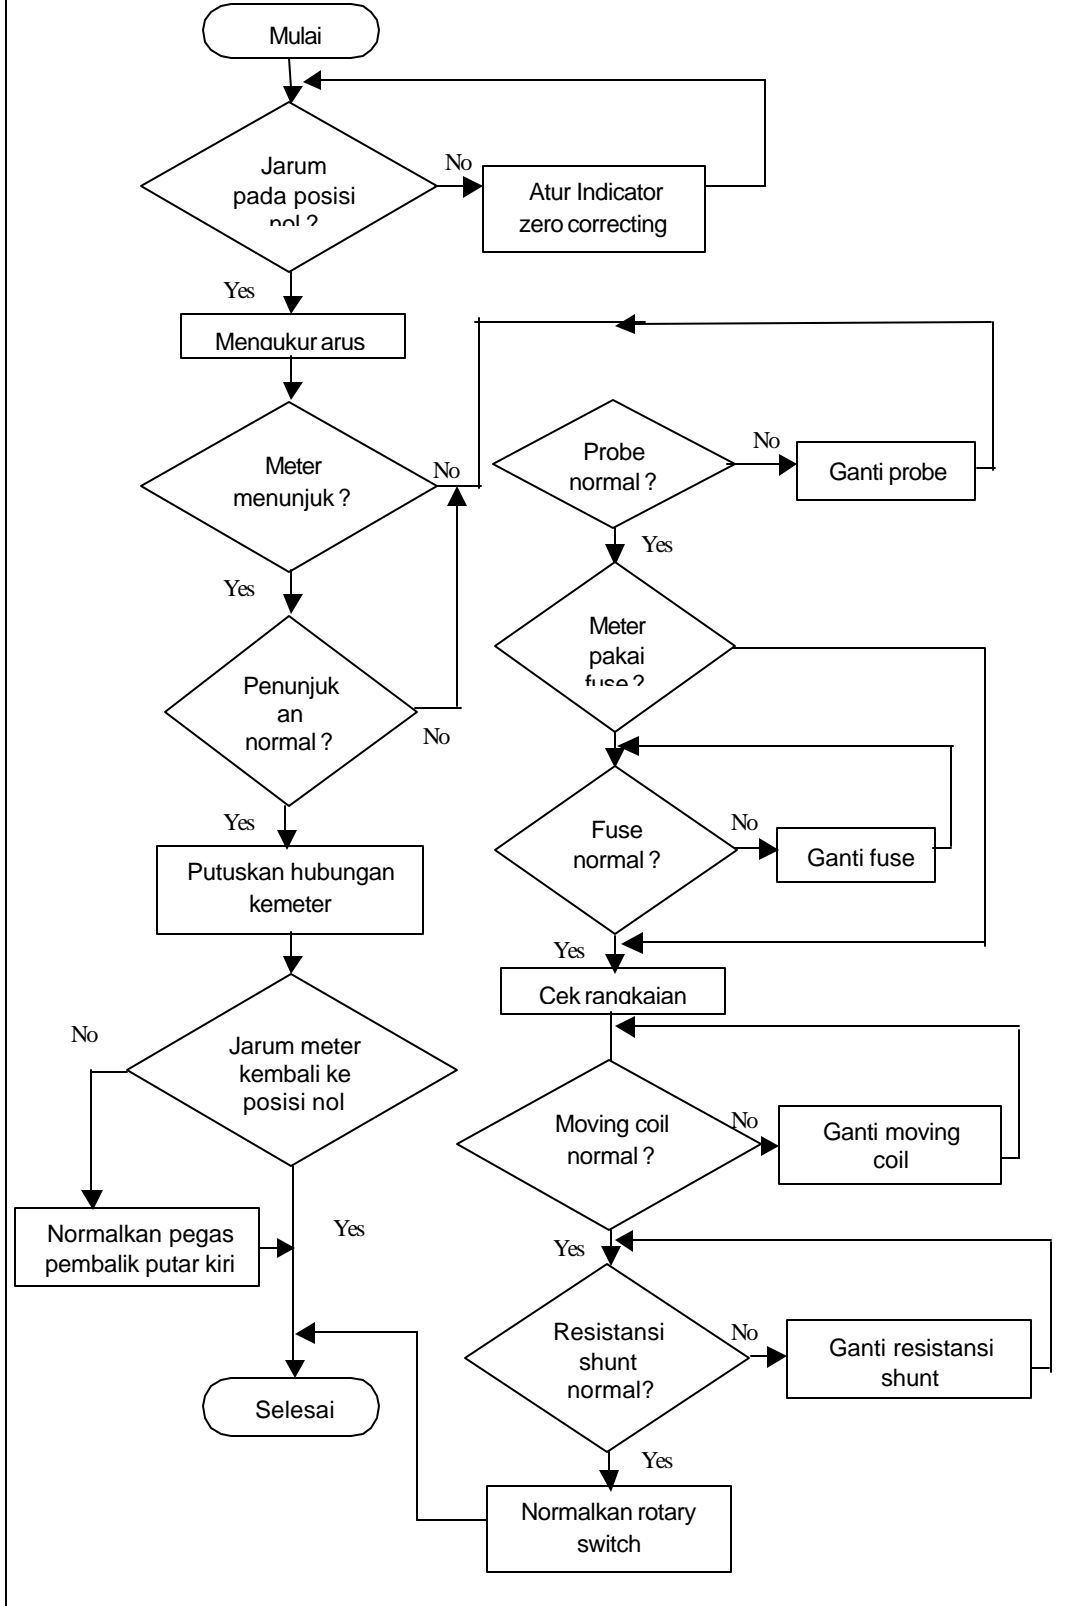 Mulai
Jarum
pada posisi
nol ?
No
Atur Indicator
zero correcting
Yes
Mengukur arus
Meter
menunjuk ?
No
Probe
normal ?
No
Ganti probe
Yes
Yes
Meter
pakai
fuse ?
Penunjuk
an
normal ?
No
Yes
Fuse
normal ?
No
Ganti fuse
Putuskan hubungan
kemeter
Yes
Cek rangkaian
No
Jarum meter
kembali ke
posisi nol
Moving coil
normal ?
No
Ganti moving
coil
Normalkan pegas
pembalik putar kiri
Yes
Yes
Resistansi
shunt
normal?
No
Ganti resistansi
shunt
Selesai
Yes
Normalkan rotary
switch